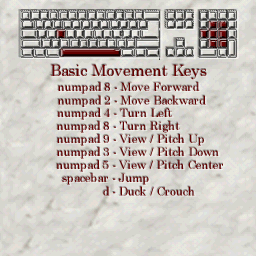 Basic Movement Keys
numpad 8 - Move Forward
numpad 2 - Move Backward
numpad 4 - Turn Left
numpad 8 - Turn Right
numpad 9 - View / Pitch Up
numpad 3 - View / Pitch Down
numpad 5 - View / Pitch Center
spacebar - Jump
d - Duck / Crouch